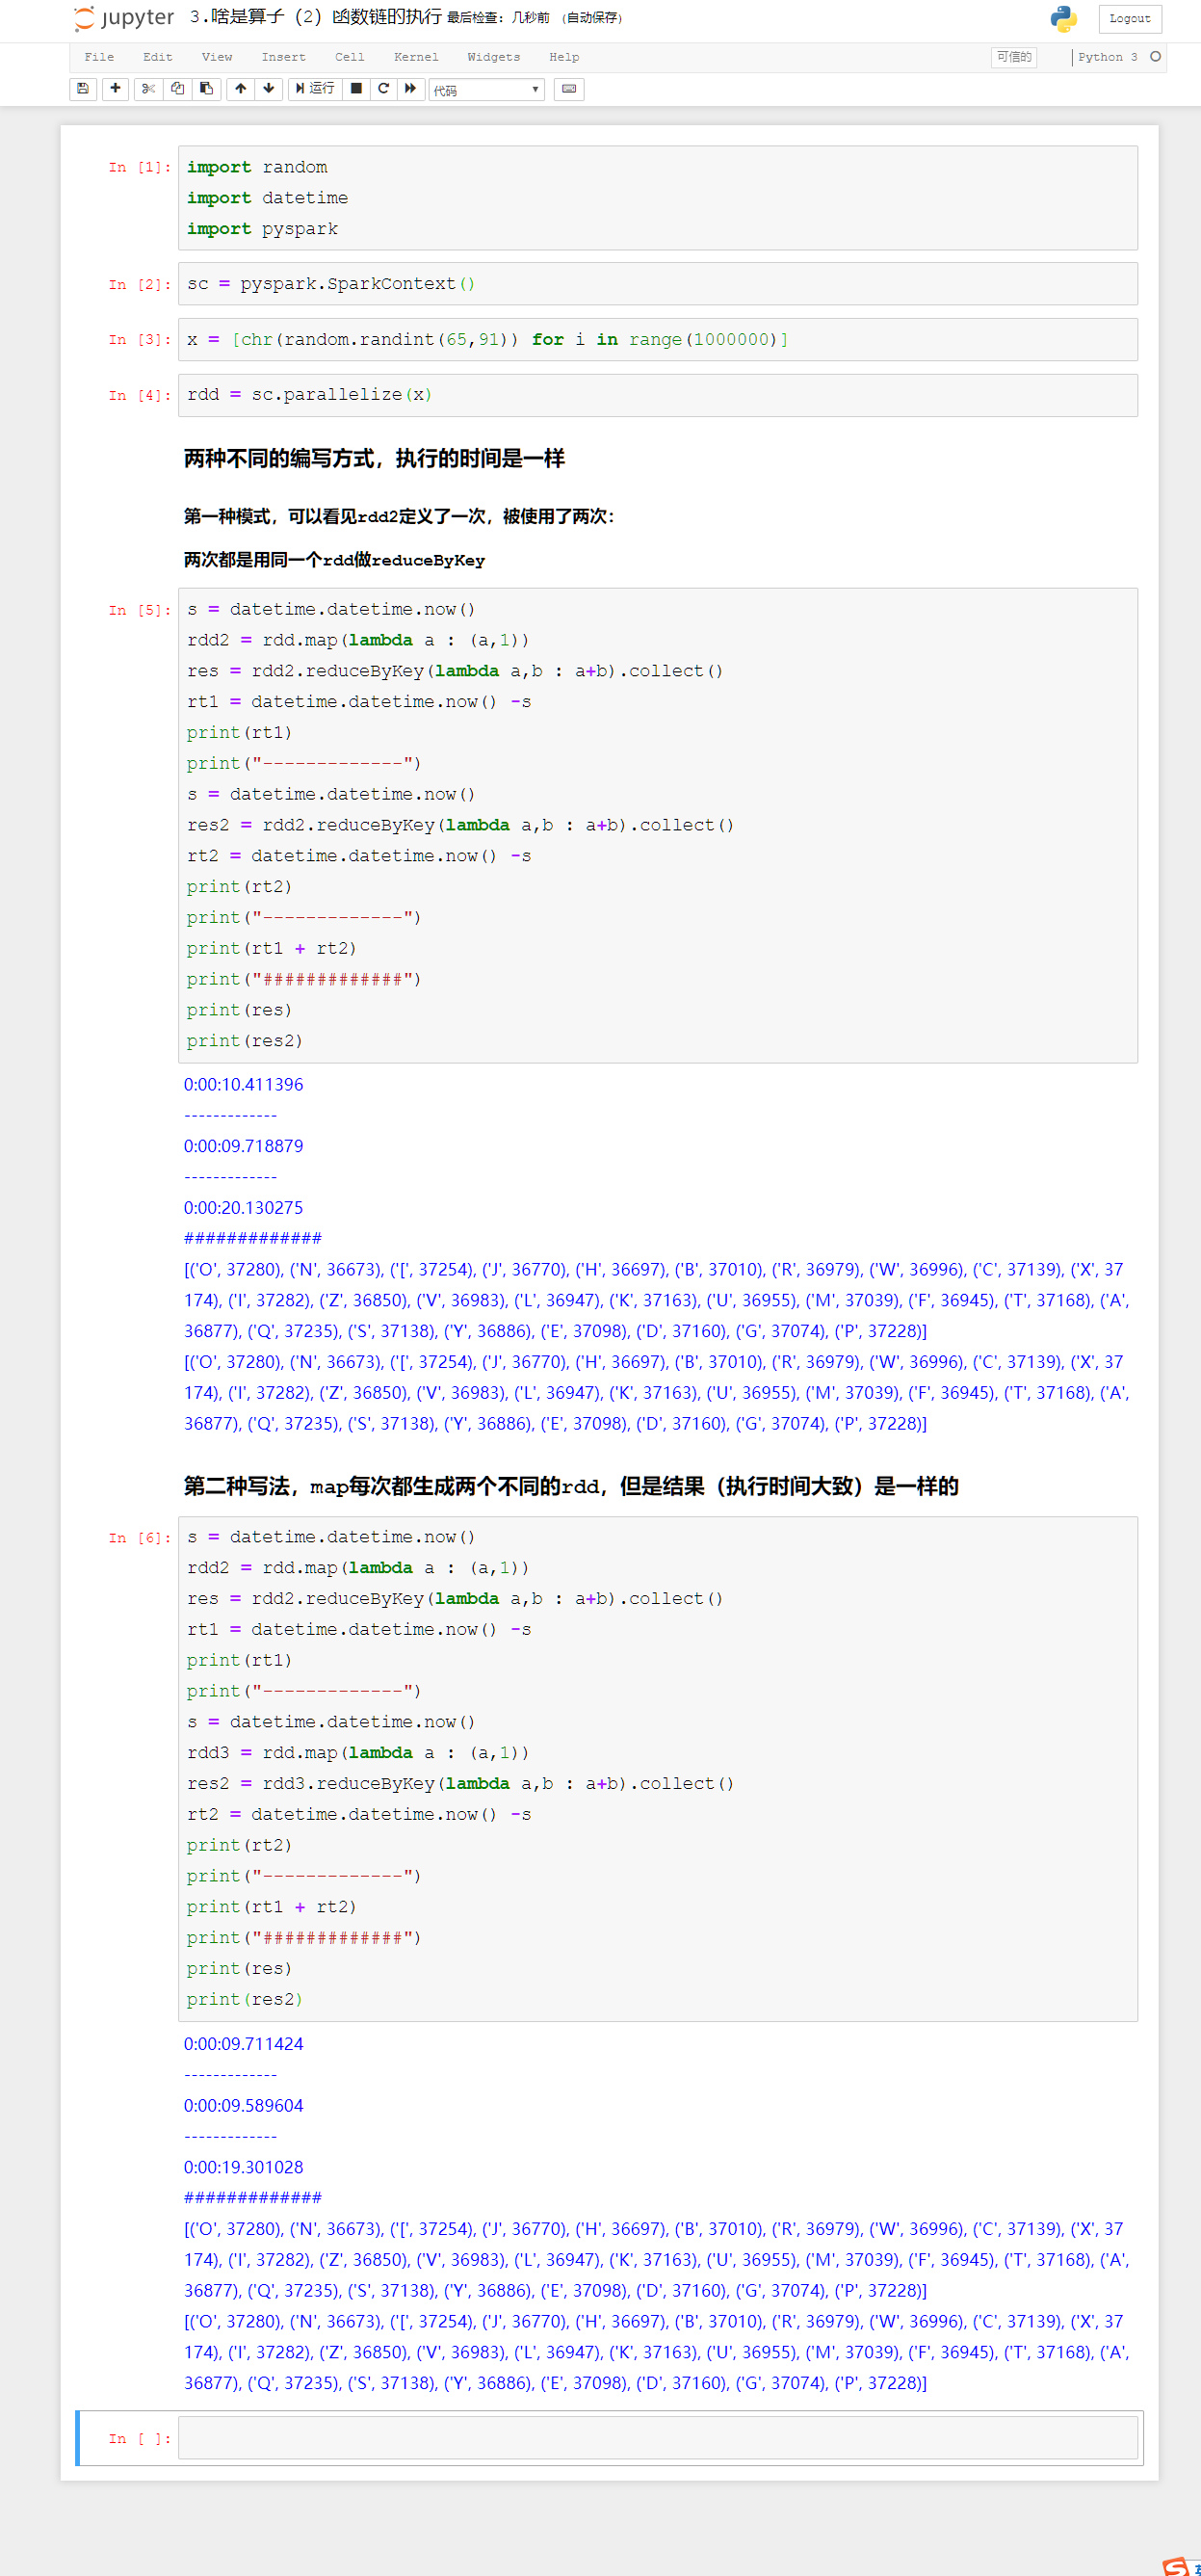 jupyter 3.啥是算子（2）函数链的执行 最后检查：几秒前 （自动保存） Logout
File Edit View Insert Cell Kernel Widgets Help 可信的 Python 3
运行 代码
In [1]: import random
import datetime
import pyspark
In [2]: sc = pyspark.SparkContext()
In [3]: x = [chr(random.randint(65,91)) for i in range(1000000)]
In [4]: rdd = sc.parallelize(x)
两种不同的编写方式，执行的时间是一样
第一种模式，可以看见rdd2定义了一次，被使用了两次：
两次都是用同一个rdd做reduceByKey
In [5]: s = datetime.datetime.now()
rdd2 = rdd.map(lambda a : (a,1))
res = rdd2.reduceByKey(lambda a,b : a+b).collect()
rt1 = datetime.datetime.now() -s
print(rt1)
print("-------------")
s = datetime.datetime.now()
res2 = rdd2.reduceByKey(lambda a,b : a+b).collect()
rt2 = datetime.datetime.now() -s
print(rt2)
print("-------------")
print(rt1 + rt2)
print("#############")
print(res)
print(res2)
0:00:10.411396
-------------
0:00:09.718879
-------------
0:00:20.130275
#############
[('O', 37280), ('N', 36673), ('[', 37254), ('J', 36770), ('H', 36697), ('B', 37010), ('R', 36979), ('W', 36996), ('C', 37139), ('X', 37
174), ('I', 37282), ('Z', 36850), ('V', 36983), ('L', 36947), ('K', 37163), ('U', 36955), ('M', 37039), ('F', 36945), ('T', 37168), ('A',
36877), ('Q', 37235), ('S', 37138), ('Y', 36886), ('E', 37098), ('D', 37160), ('G', 37074), ('P', 37228)]
[('O', 37280), ('N', 36673), ('[', 37254), ('J', 36770), ('H', 36697), ('B', 37010), ('R', 36979), ('W', 36996), ('C', 37139), ('X', 37
174), ('I', 37282), ('Z', 36850), ('V', 36983), ('L', 36947), ('K', 37163), ('U', 36955), ('M', 37039), ('F', 36945), ('T', 37168), ('A',
36877), ('Q', 37235), ('S', 37138), ('Y', 36886), ('E', 37098), ('D', 37160), ('G', 37074), ('P', 37228)]
第二种写法，map每次都生成两个不同的rdd，但是结果（执行时间大致）是一样的
In [6]: s = datetime.datetime.now()
rdd2 = rdd.map(lambda a : (a,1))
res = rdd2.reduceByKey(lambda a,b : a+b).collect()
rt1 = datetime.datetime.now() -s
print(rt1)
print("-------------")
s = datetime.datetime.now()
rdd3 = rdd.map(lambda a : (a,1))
res2 = rdd3.reduceByKey(lambda a,b : a+b).collect()
rt2 = datetime.datetime.now() -s
print(rt2)
print("-------------")
print(rt1 + rt2)
print("#############")
print(res)
print(res2)
0:00:09.711424
-------------
0:00:09.589604
-------------
0:00:19.301028
#############
[('O', 37280), ('N', 36673), ('[', 37254), ('J', 36770), ('H', 36697), ('B', 37010), ('R', 36979), ('W', 36996), ('C', 37139), ('X', 37
174), ('I', 37282), ('Z', 36850), ('V', 36983), ('L', 36947), ('K', 37163), ('U', 36955), ('M', 37039), ('F', 36945), ('T', 37168), ('A',
36877), ('Q', 37235), ('S', 37138), ('Y', 36886), ('E', 37098), ('D', 37160), ('G', 37074), ('P', 37228)]
[('O', 37280), ('N', 36673), ('[', 37254), ('J', 36770), ('H', 36697), ('B', 37010), ('R', 36979), ('W', 36996), ('C', 37139), ('X', 37
174), ('I', 37282), ('Z', 36850), ('V', 36983), ('L', 36947), ('K', 37163), ('U', 36955), ('M', 37039), ('F', 36945), ('T', 37168), ('A',
36877), ('Q', 37235), ('S', 37138), ('Y', 36886), ('E', 37098), ('D', 37160), ('G', 37074), ('P', 37228)]
In [ ]: